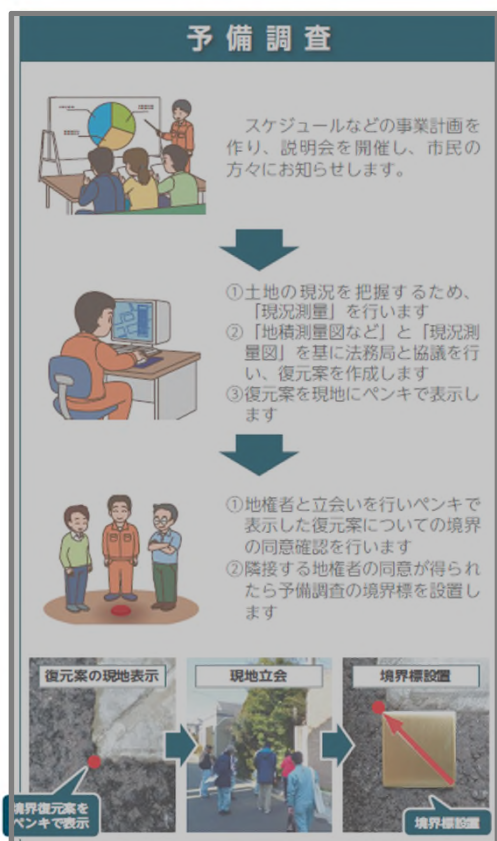 予備調査
スケジュールなどの事業計画を
作り、説明会を開催し、市民の
方々にお知らせします。
①土地の現況を把握するため、
「現況測量」を行います
②「地積測量図など」と「現況測
量図」を基に法務局と協議を行
い、復元案を作成します
③復元案を現地にペンキで表示し
ます
①地権者と立会いを行いペンキで
表示した復元案についての境界
の同意確認を行います
②隣接する地権者の同意が得られ
たら予備調査の境界標を設置し
ます
復元案の現地表示
現地立会
境界標設置
境界復元案を
ペンキで表示
境界標設置